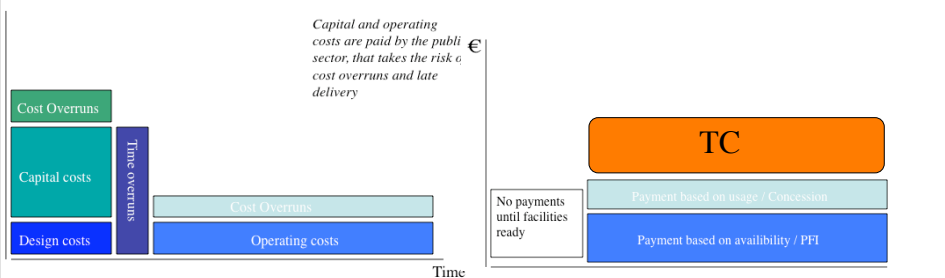 Capital and operating
costs are paid by the publi
sector, that takes the risk o
cost overruns and late
delivery
Cost Overruns
Capital costs
Design costs
Time overruns
Cost Overruns
Operating costs
Time
€
TC
No payments
until facilities
ready
Payment based on usage / Concession
Payment based on availibility / PFI